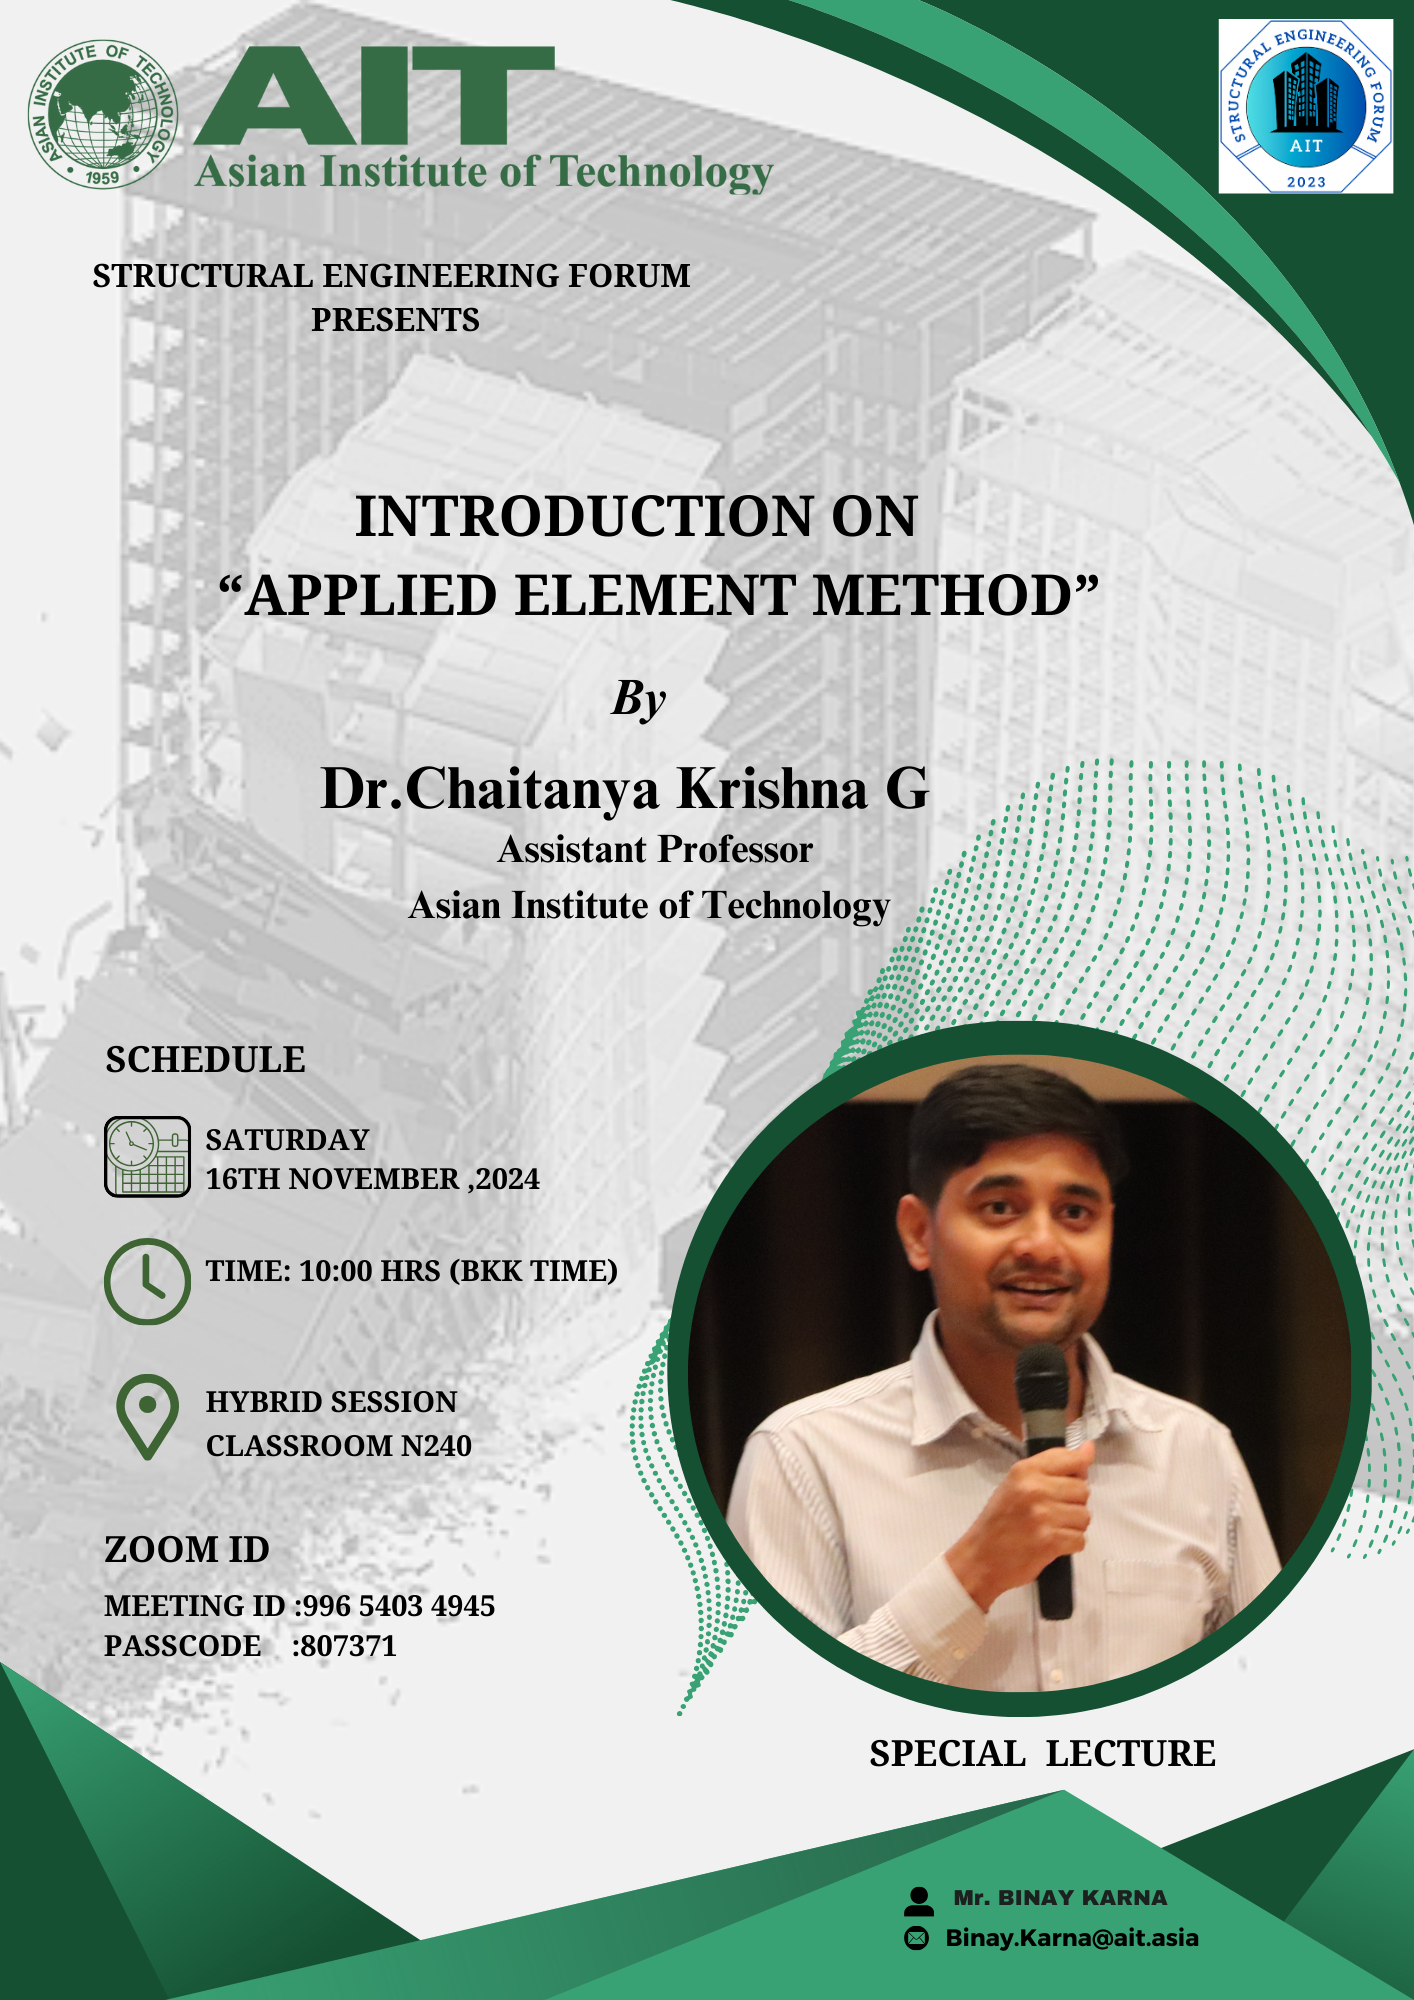 ASIAN INSTITUTE OF TECHNOLOGY
1959
AIT
Asian Institute of Technology
STRUCTURAL ENGINEERING FORUM
AIT
2023
STRUCTURAL ENGINEERING FORUM
PRESENTS
INTRODUCTION ON
“APPLIED ELEMENT METHOD”
By
Dr.Chaitanya Krishna G
Assistant Professor
Asian Institute of Technology
SCHEDULE
SATURDAY
16TH NOVEMBER ,2024
TIME: 10:00 HRS (BKK TIME)
HYBRID SESSION
CLASSROOM N240
ZOOM ID
MEETING ID :996 5403 4945
PASSCODE :807371
SPECIAL LECTURE
Mr. BINAY KARNA
Binay.Karna@ait.asia